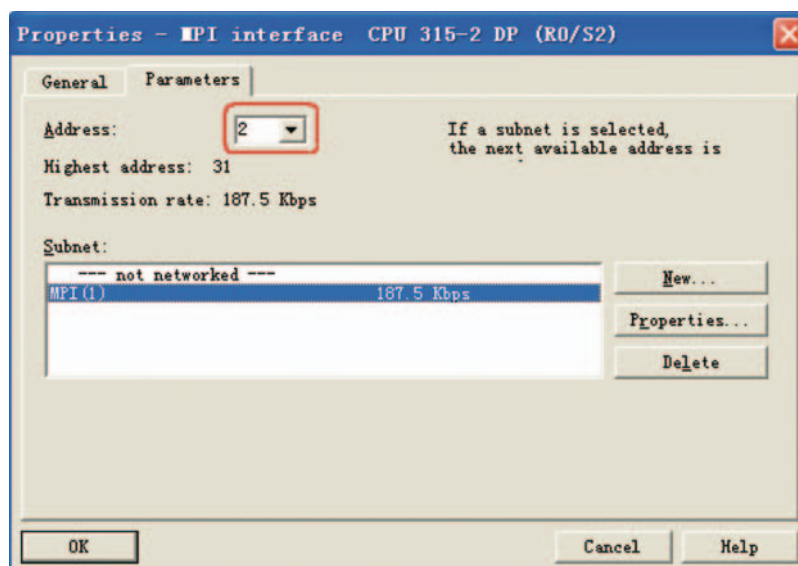 Properties - MPI interface CPU 315-2 DP (R0/S2)
General Parameters
Address: 2 If a subnet is selected,
the next available address is
Highest address: 31
Transmission rate: 187.5 Kbps
Subnet:
--- not networked ---
MPI(1) 187.5 Kbps
New...
Properties...
Delete
OK Cancel Help